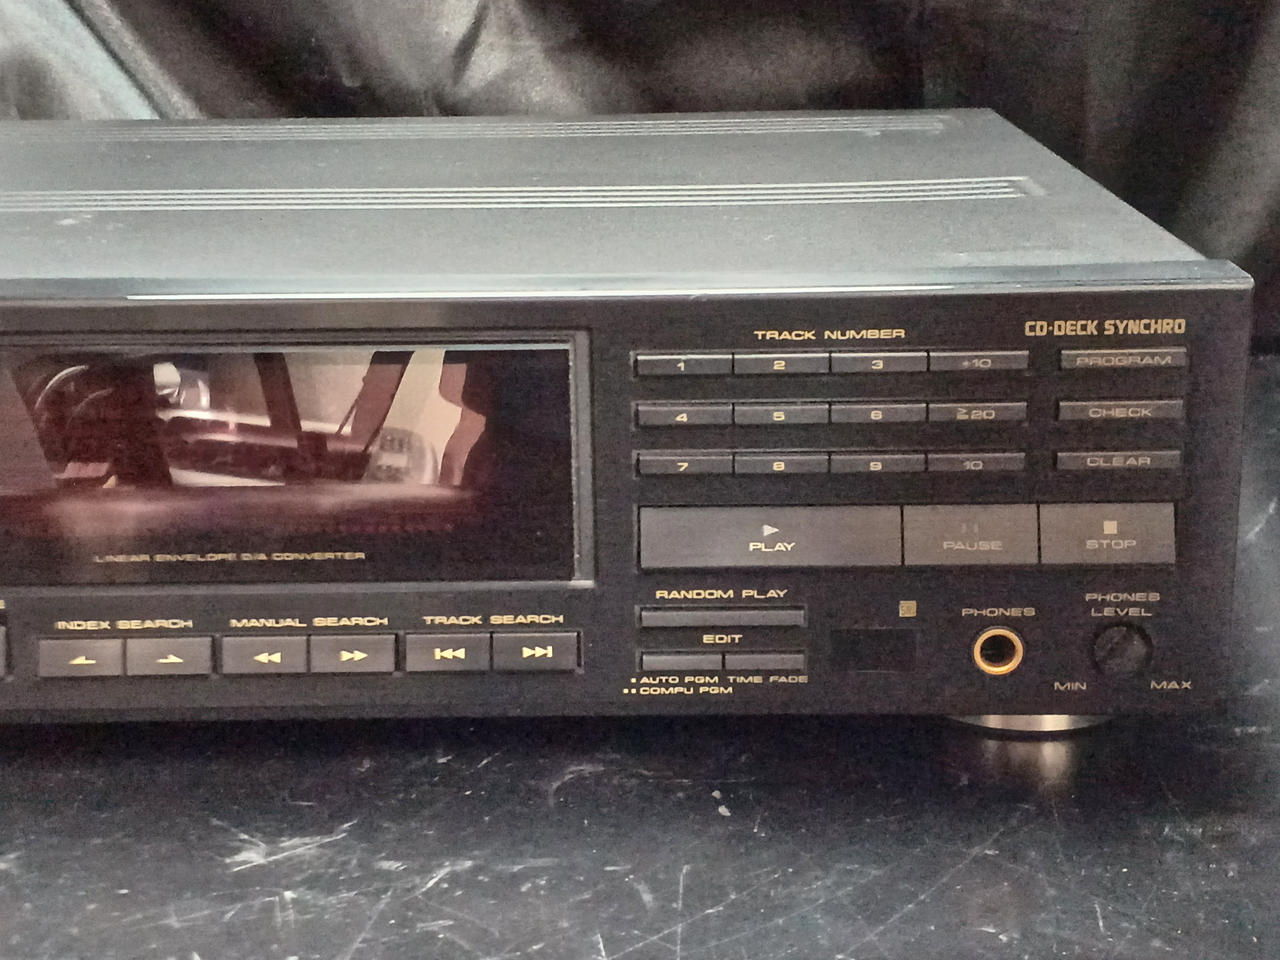 TRACK NUMBER
CD·DECK SYNCHRO
1 2 3 +10 PROGRAM
4 5 6 ≧20 CHECK
7 8 9 10 CLEAR
PLAY PAUSE STOP
LINEAR ENVELOPE D/A CONVERTER
INDEX SEARCH MANUAL SEARCH TRACK SEARCH
RANDOM PLAY
EDIT
AUTO PGM TIME FADE
COMPU PGM
PHONES
PHONES
LEVEL
MIN MAX